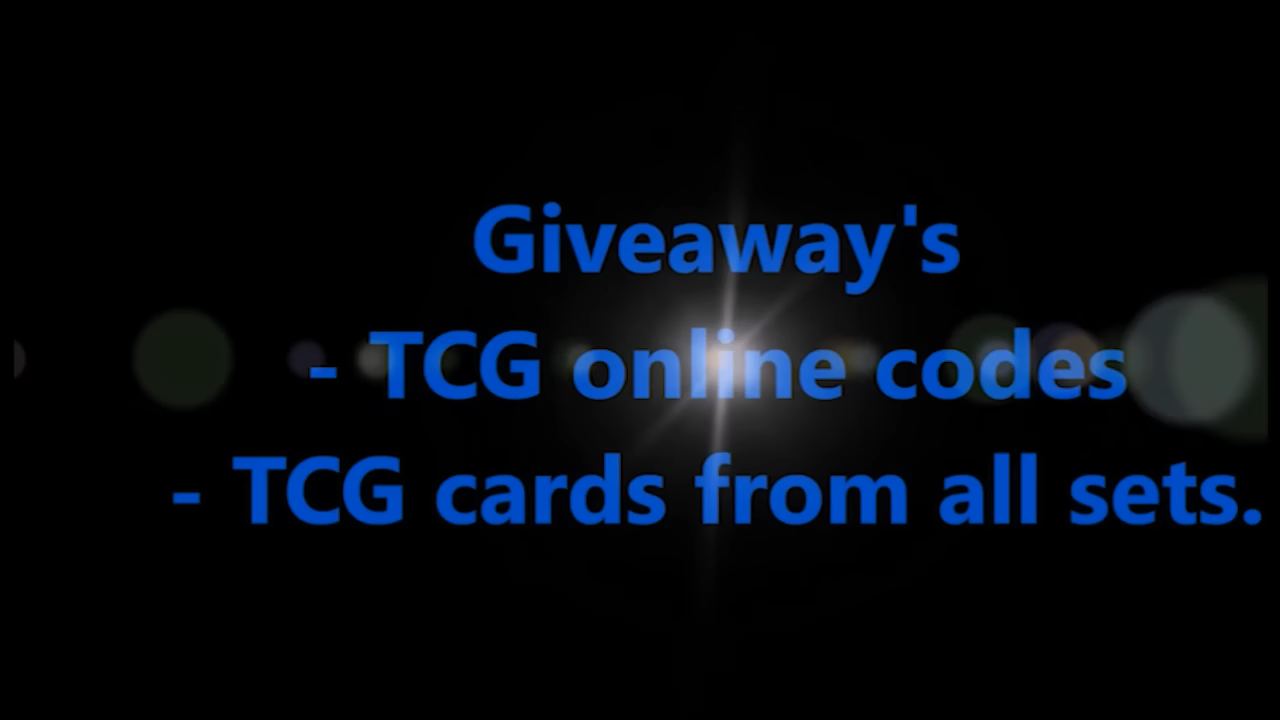 Giveaway's
- TCG online codes
- TCG cards from all sets.